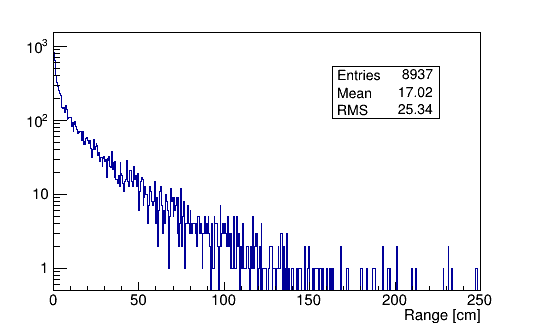 10³
Entries 8937
Mean 17.02
RMS 25.34
10²
10
1
0 50 100 150 200 250
Range [cm]